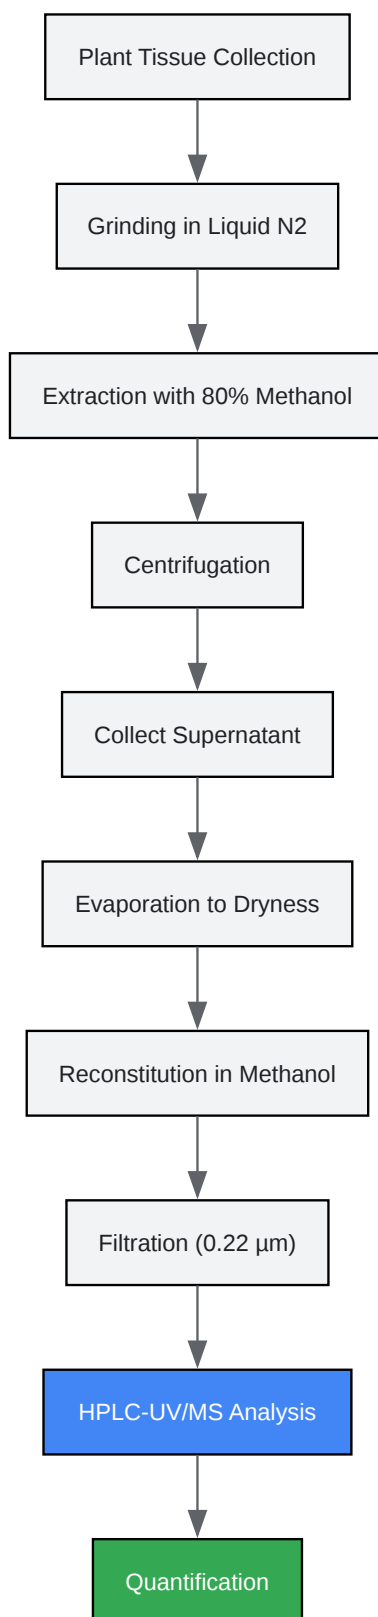 Plant Tissue Collection
Grinding in Liquid N2
Extraction with 80% Methanol
Centrifugation
Collect Supernatant
Evaporation to Dryness
Reconstitution in Methanol
Filtration (0.22 µm)
HPLC-UV/MS Analysis
Quantification